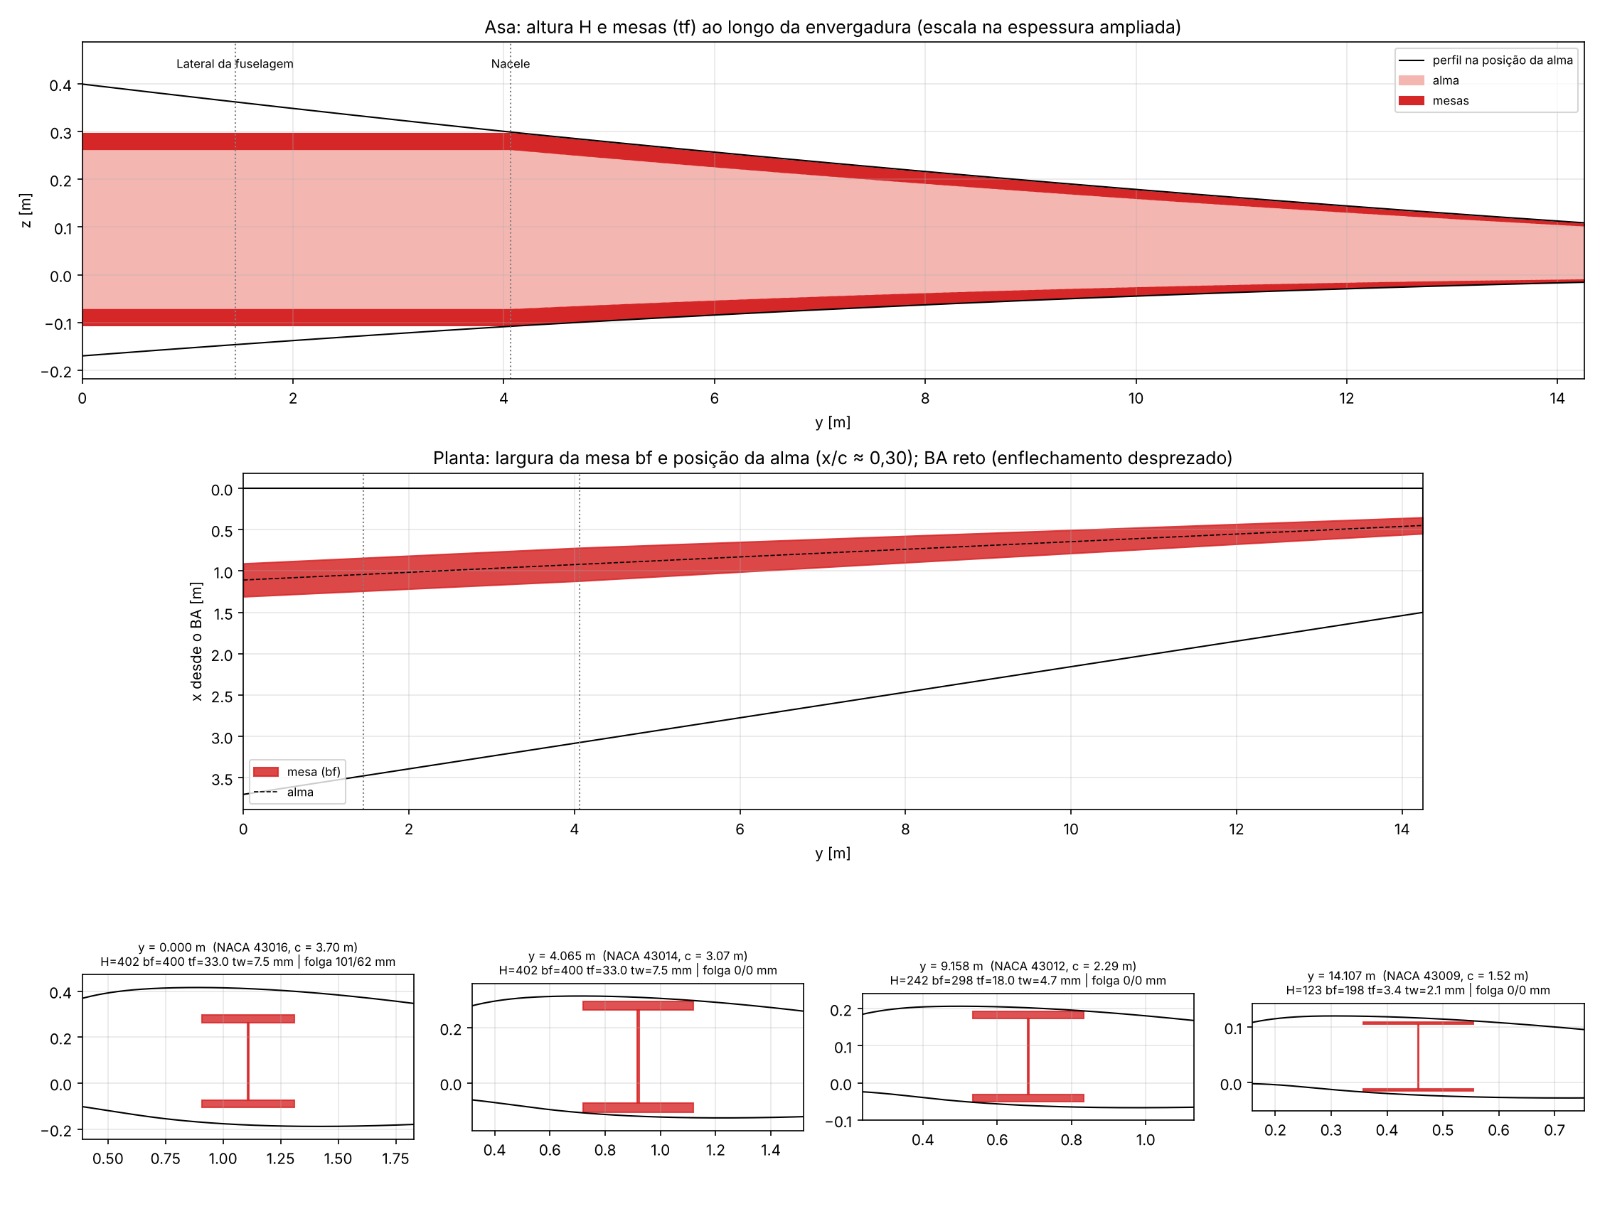 Asa: altura H e mesas (tf) ao longo da envergadura (escala na espessura ampliada)
Lateral da fuselagem
Nacele
perfil na posição da alma
alma
mesas
z [m]
0.4
0.3
0.2
0.1
0.0
−0.1
−0.2
0 2 4 6 8 10 12 14
y [m]
Planta: largura da mesa bf e posição da alma (x/c ≈ 0,30); BA reto (enflechamento desprezado)
x desde o BA [m]
0.0
0.5
1.0
1.5
2.0
2.5
3.0
3.5
mesa (bf)
alma
0 2 4 6 8 10 12 14
y [m]
y = 0.000 m (NACA 43016, c = 3.70 m)
H=402 bf=400 tf=33.0 tw=7.5 mm | folga 101/62 mm
0.4
0.2
0.0
−0.2
0.50 0.75 1.00 1.25 1.50 1.75
y = 4.065 m (NACA 43014, c = 3.07 m)
H=402 bf=400 tf=33.0 tw=7.5 mm | folga 0/0 mm
0.2
0.0
0.4 0.6 0.8 1.0 1.2 1.4
y = 9.158 m (NACA 43012, c = 2.29 m)
H=242 bf=298 tf=18.0 tw=4.7 mm | folga 0/0 mm
0.2
0.1
0.0
−0.1
0.4 0.6 0.8 1.0
y = 14.107 m (NACA 43009, c = 1.52 m)
H=123 bf=198 tf=3.4 tw=2.1 mm | folga 0/0 mm
0.1
0.0
0.2 0.3 0.4 0.5 0.6 0.7